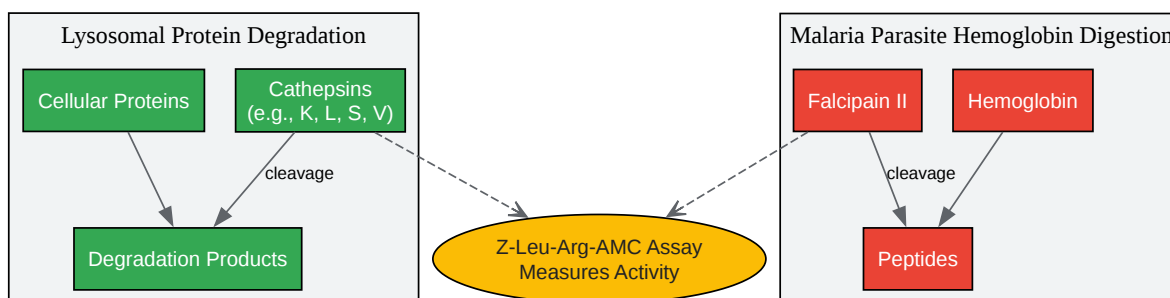 Lysosomal Protein Degradation
Cellular Proteins
Cathepsins
(e.g., K, L, S, V)
cleavage
Degradation Products
Z-Leu-Arg-AMC Assay
Measures Activity
Malaria Parasite Hemoglobin Digestion
Falcipain II
Hemoglobin
cleavage
Peptides